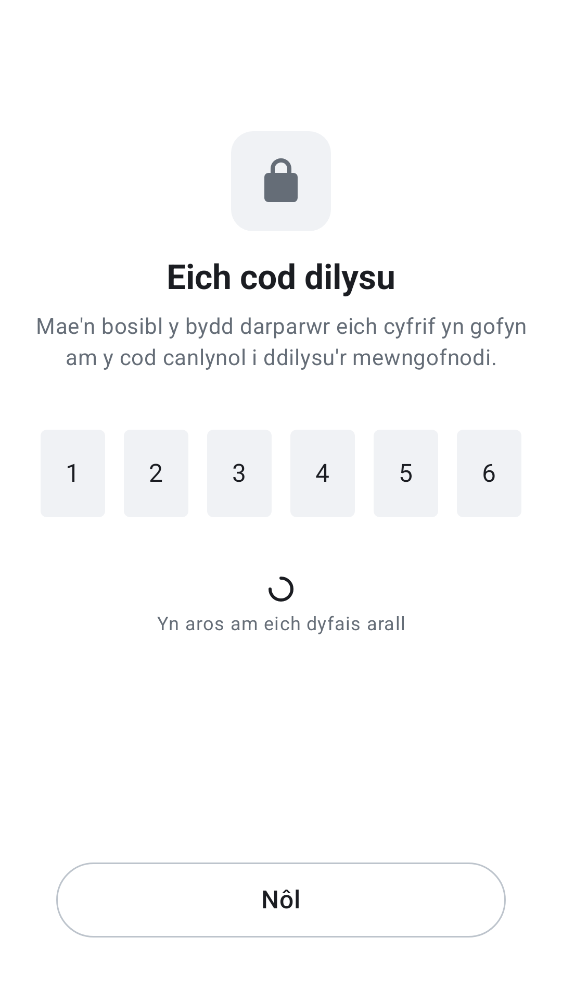 Eich cod dilysu
Mae'n bosibl y bydd darparwr eich cyfrif yn gofyn
am y cod canlynol i ddilysu'r mewngofnodi.
1 2 3 4 5 6
Yn aros am eich dyfais arall
Nôl